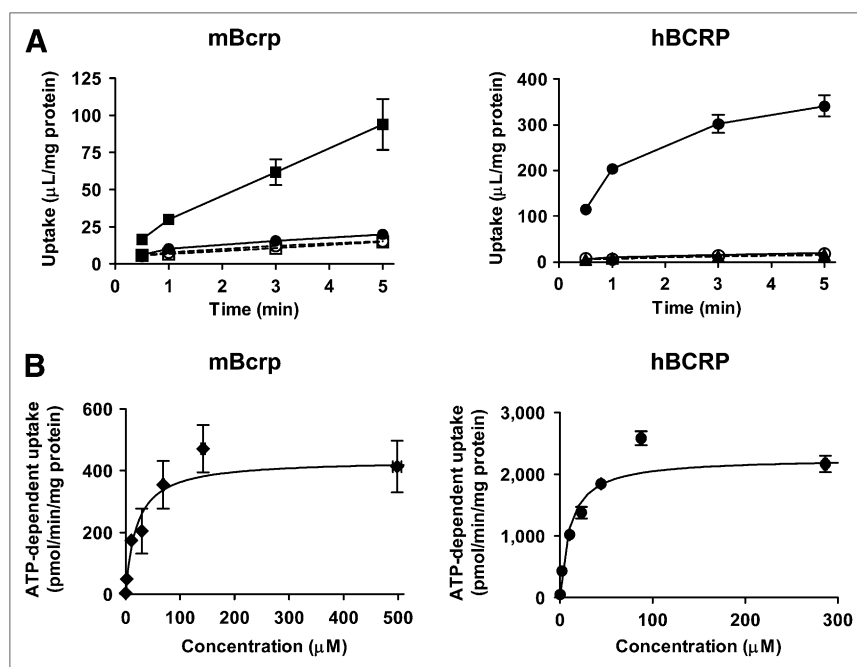 A
mBcrp
hBCRP
Uptake (μL/mg protein)
125
100
75
50
25
0
0 1 2 3 4 5
Time (min)
Uptake (μL/mg protein)
400
300
200
100
0
0 1 2 3 4 5
Time (min)
B
mBcrp
hBCRP
ATP-dependent uptake
(pmol/min/mg protein)
600
400
200
0
0 100 200 300 400 500
Concentration (μM)
ATP-dependent uptake
(pmol/min/mg protein)
3,000
2,000
1,000
0
0 100 200 300
Concentration (μM)